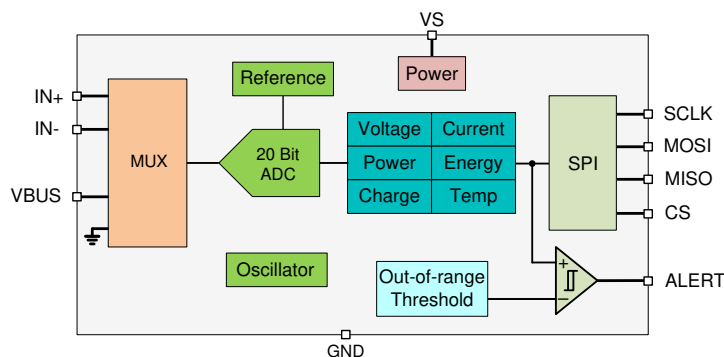 VS
Power
Reference
IN+
IN-
VBUS
MUX
20 Bit
ADC
Voltage
Current
Power
Energy
Charge
Temp
SPI
SCLK
MOSI
MISO
CS
Oscillator
Out-of-range
Threshold
+
−
ALERT
GND